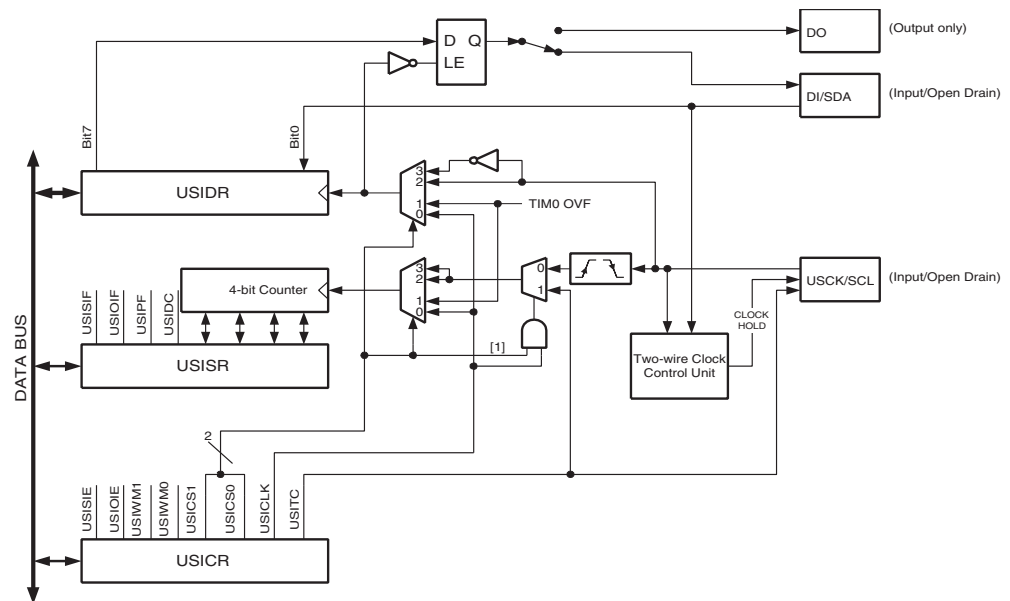 D Q
LE
DO
(Output only)
DI/SDA
(Input/Open Drain)
Bit7
Bit0
USIDR
3
2
1
0
TIM0 OVF
4-bit Counter
3
2
1
0
0
1
USCK/SCL
(Input/Open Drain)
CLOCK
HOLD
Two-wire Clock
Control Unit
[1]
USISIF
USIOIF
USIPF
USIDC
USISR
DATA BUS
2
USISIE
USIOIE
USIWM1
USIWM0
USICS1
USICS0
USICLK
USITC
USICR